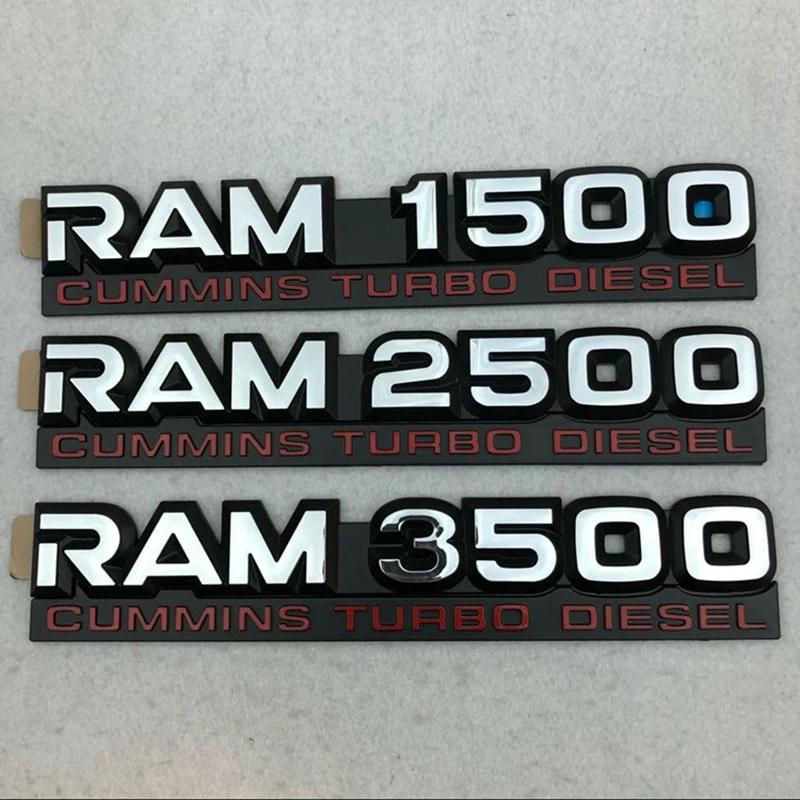 RAM 1500
CUMMINS TURBO DIESEL
RAM 2500
CUMMINS TURBO DIESEL
RAM 3500
CUMMINS TURBO DIESEL